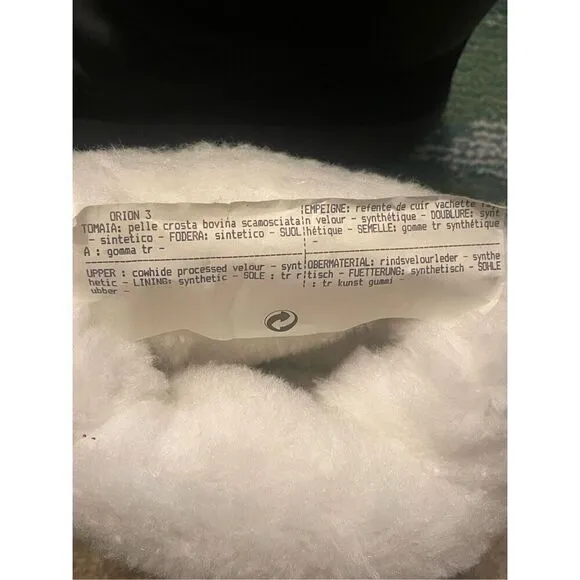 ORION 3
TOMAIA: pelle crosta bovina scamosciata
- sintetico - FODERA: sintetico - SUOL
A : gomma tr -
EMPEIGNE: refente de cuir vachette
n velour - synthétique - DOUBLURE: synt
hétique - SEMELLE: gomme tr synthétique
-
UPPER : cowhide processed velour - synt
hetic - LINING: synthetic - SOLE : tr r
ubber -
OBERMATERIAL: rindsvelourleder - synthe
tisch - FUETTERUNG: synthetisch - SOHLE
: tr kunst gummi -